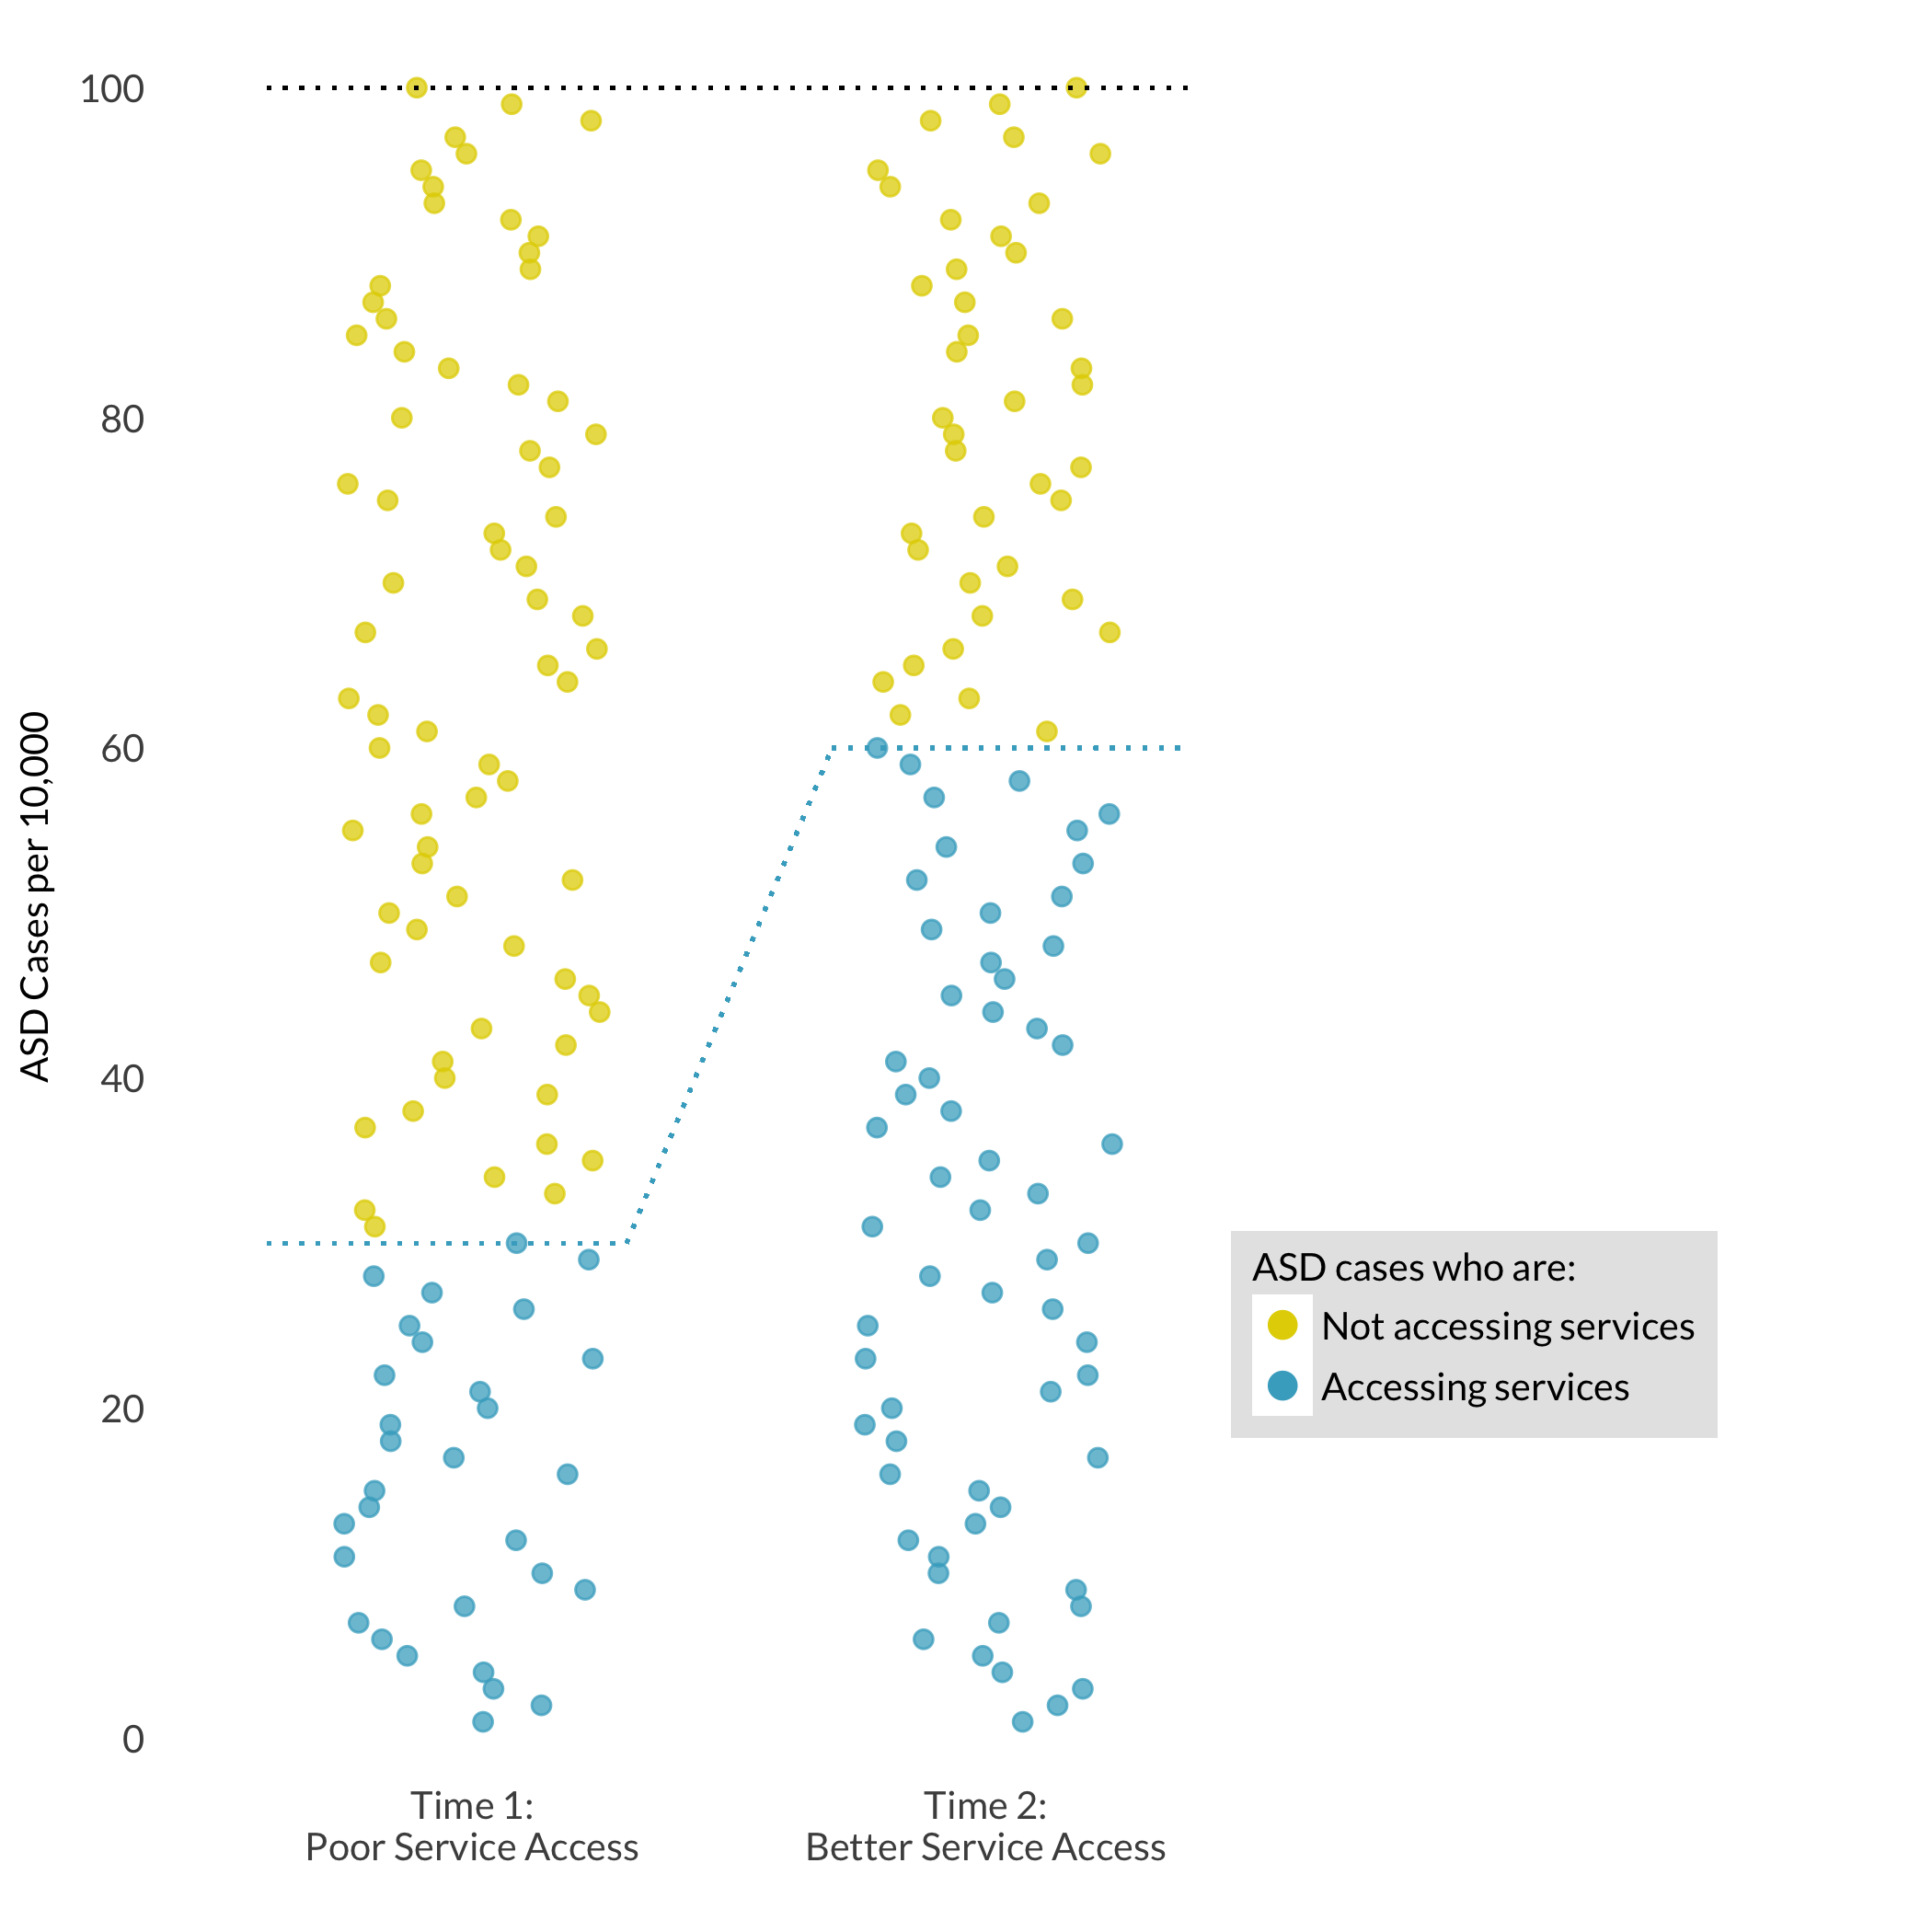 100
80
60
40
20
0
ASD Cases per 10,000
Time 1:
Poor Service Access
Time 2:
Better Service Access
ASD cases who are:
Not accessing services
Accessing services